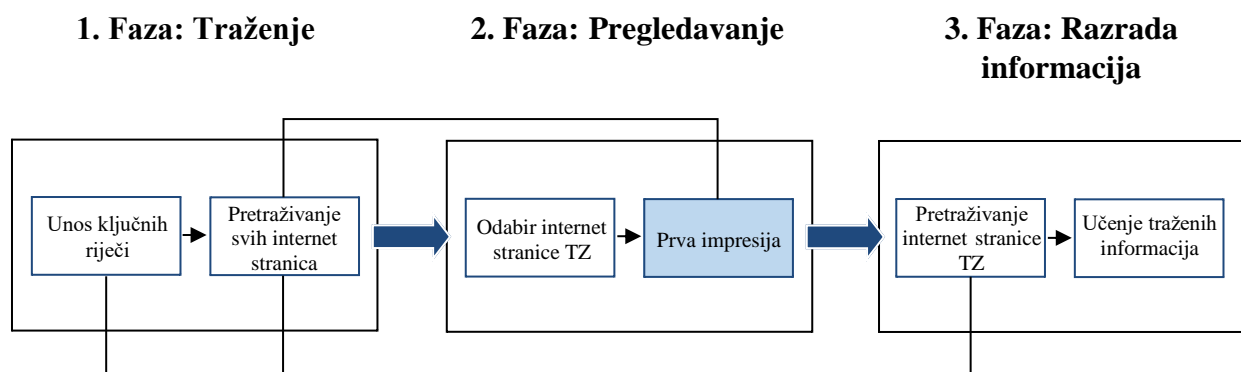 1. Faza: Traženje
2. Faza: Pregledavanje
3. Faza: Razrada
informacija
Unos ključnih
riječi
Pretraživanje
svih internet
stranica
Odabir internet
stranice TZ
Prva impresija
Pretraživanje
internet stranice
TZ
Učenje traženih
informacija